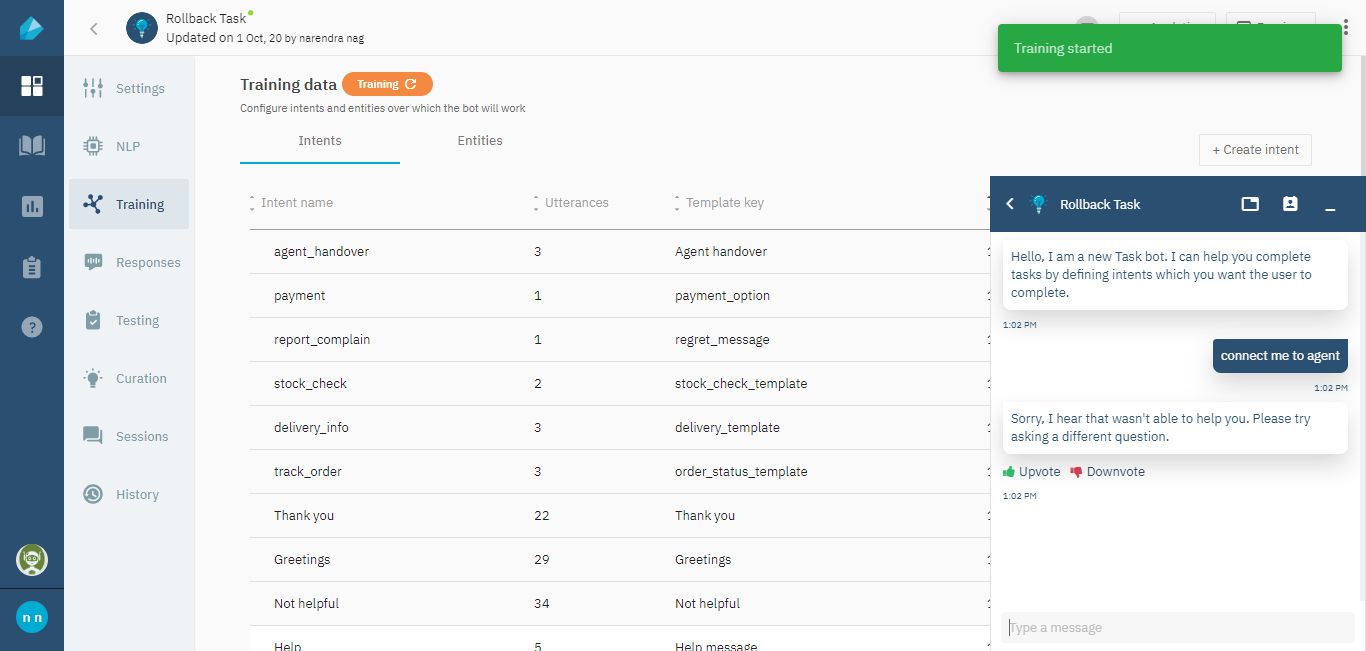 Rollback Task
Updated on 1 Oct, 20 by narendra nag
Training started
Settings
NLP
Training
Responses
Testing
Curation
Sessions
History
n n
Training data
Training
Configure intents and entities over which the bot will work
Intents Entities
+ Create intent
Intent name Utterances Template key
agent_handover 3 Agent handover
payment 1 payment_option
report_complain 1 regret_message
stock_check 2 stock_check_template
delivery_info 3 delivery_template
track_order 3 order_status_template
Thank you 22 Thank you
Greetings 29 Greetings
Not helpful 34 Not helpful
Help 5 Help message
Rollback Task
Hello, I am a new Task bot. I can help you complete
tasks by defining intents which you want the user to
complete.
1:02 PM
connect me to agent
1:02 PM
Sorry, I hear that wasn't able to help you. Please try
asking a different question.
Upvote Downvote
1:02 PM
Type a message